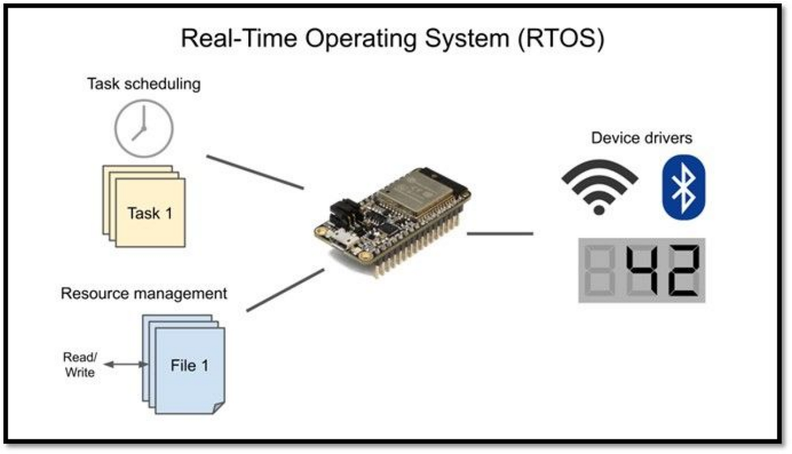 Real-Time Operating System (RTOS)
Task scheduling
Task 1
Device drivers
42
Resource management
Read/
Write
File 1